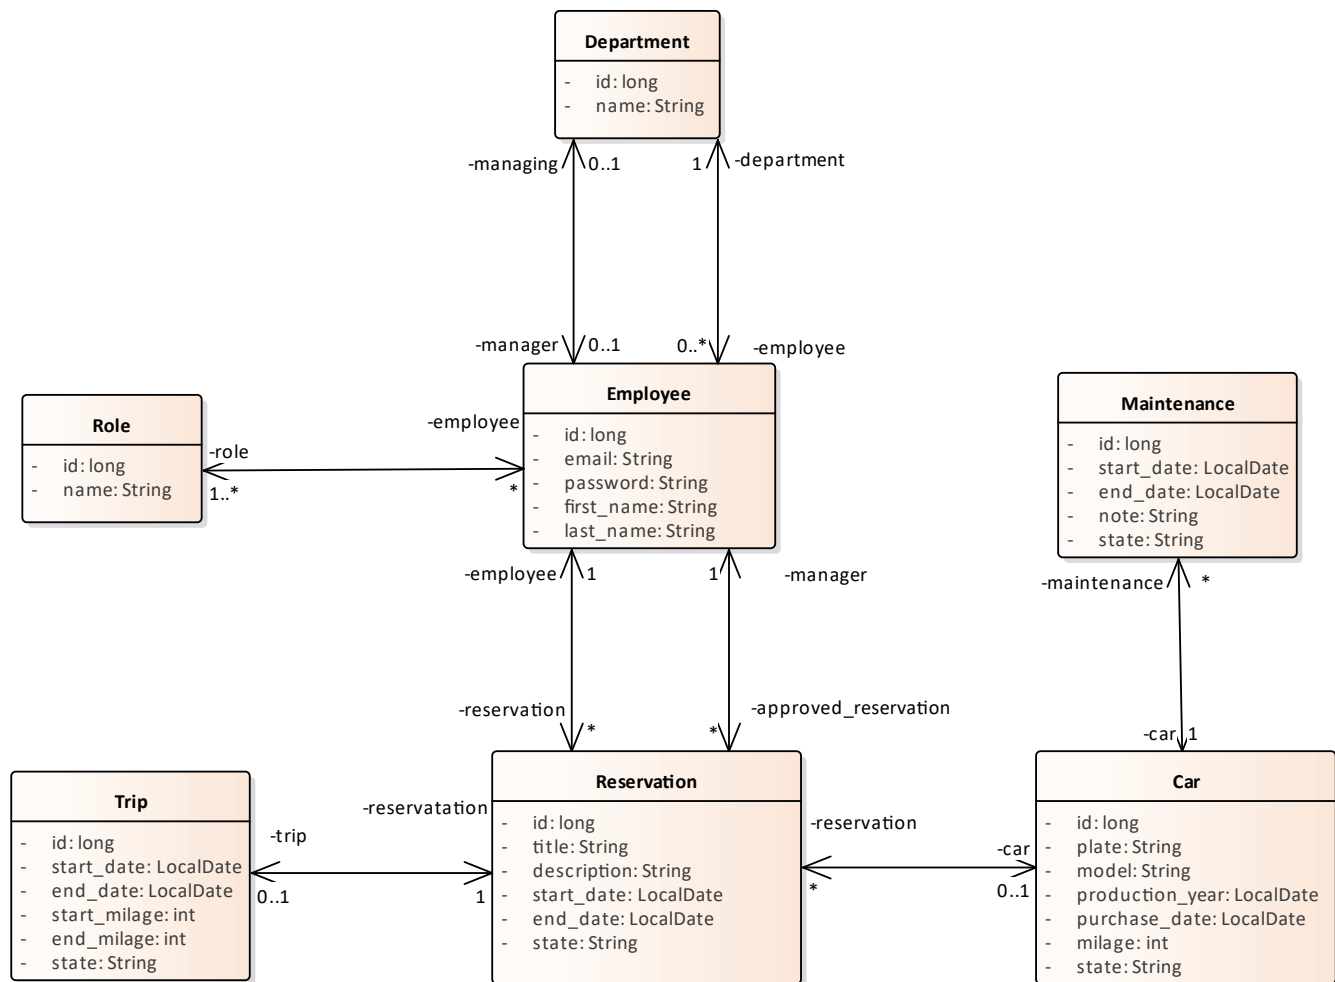 Department
- id: long
- name: String
-managing
0..1
1
-department
-manager
0..1
0..*
-employee
Role
- id: long
- name: String
-role
1..*
-employee
*
Employee
- id: long
- email: String
- password: String
- first_name: String
- last_name: String
Maintenance
- id: long
- start_date: LocalDate
- end_date: LocalDate
- note: String
- state: String
-employee
1
1
-manager
-maintenance
*
-reservation
*
-approved_reservation
*
-car
1
Trip
- id: long
- start_date: LocalDate
- end_date: LocalDate
- start_milage: int
- end_milage: int
- state: String
-trip
0..1
-reservatation
1
Reservation
- id: long
- title: String
- description: String
- start_date: LocalDate
- end_date: LocalDate
- state: String
-reservation
*
-car
0..1
Car
- id: long
- plate: String
- model: String
- production_year: LocalDate
- purchase_date: LocalDate
- milage: int
- state: String